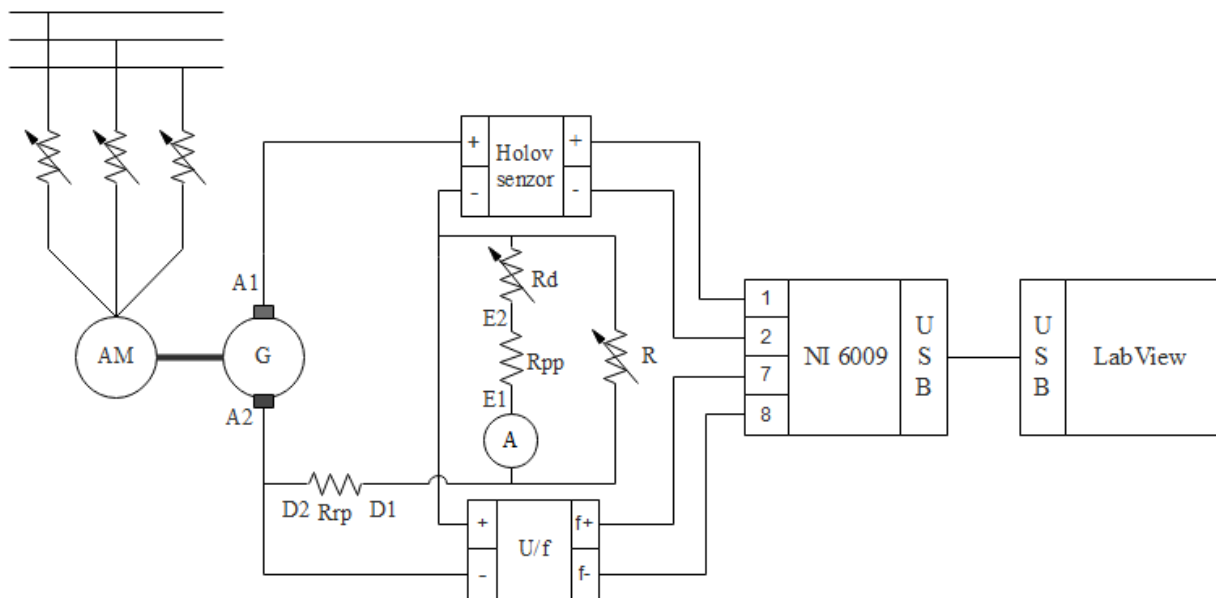 +
Holov
senzor
+
-
-
Rd
A1
E2
1
AM
G
Rpp
R
2
NI 6009
U
S
B
U
S
B
LabView
7
E1
A2
A
8
D2
Rrp
D1
+
U/f
f+
-
f-